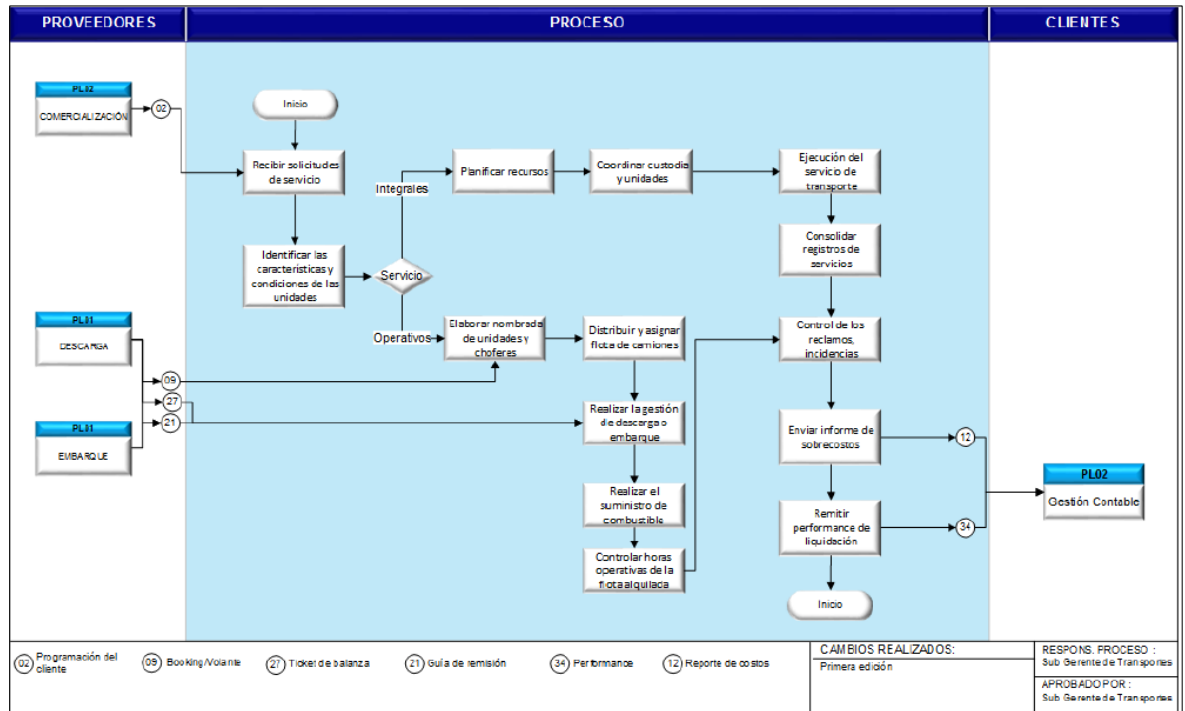 PROVEEDORES
PROCESO
CLIENTES
PL02
COMERCIALIZACIÓN
02
Inicio
Recibir solicitudes
de servicio
Identificar las
características y
condiciones de las
unidades
Servicio
Integrales
Planificar recursos
Coordinar custodia
y unidades
Ejecución del
servicio de
transporte
Consolidar
registros de
servicios
Operativos
Elaborar nombrada
de unidades y
choferes
Distribuir y asignar
flota de camiones
Control de los
reclamos,
incidencias
PL01
DESCARGA
09
27
21
PL01
EMBARQUE
Realizar la gestión
de descarga o
embarque
Realizar el
suministro de
combustible
Controlar horas
operativas de la
flota alquilada
Enviar informe de
sobrecostos
12
Remitir
performance de
liquidación
34
Inicio
PL02
Gestión Contable
02 Programación del
cliente
09 Booking/Volante
27 Ticket de balanza
21 Guía de remisión
34 Performance
12 Reporte de costos
CAMBIOS REALIZADOS:
Primera edición
RESPONS. PROCESO :
Sub Gerente de Transportes
APROBADO POR :
Sub Gerente de Transportes